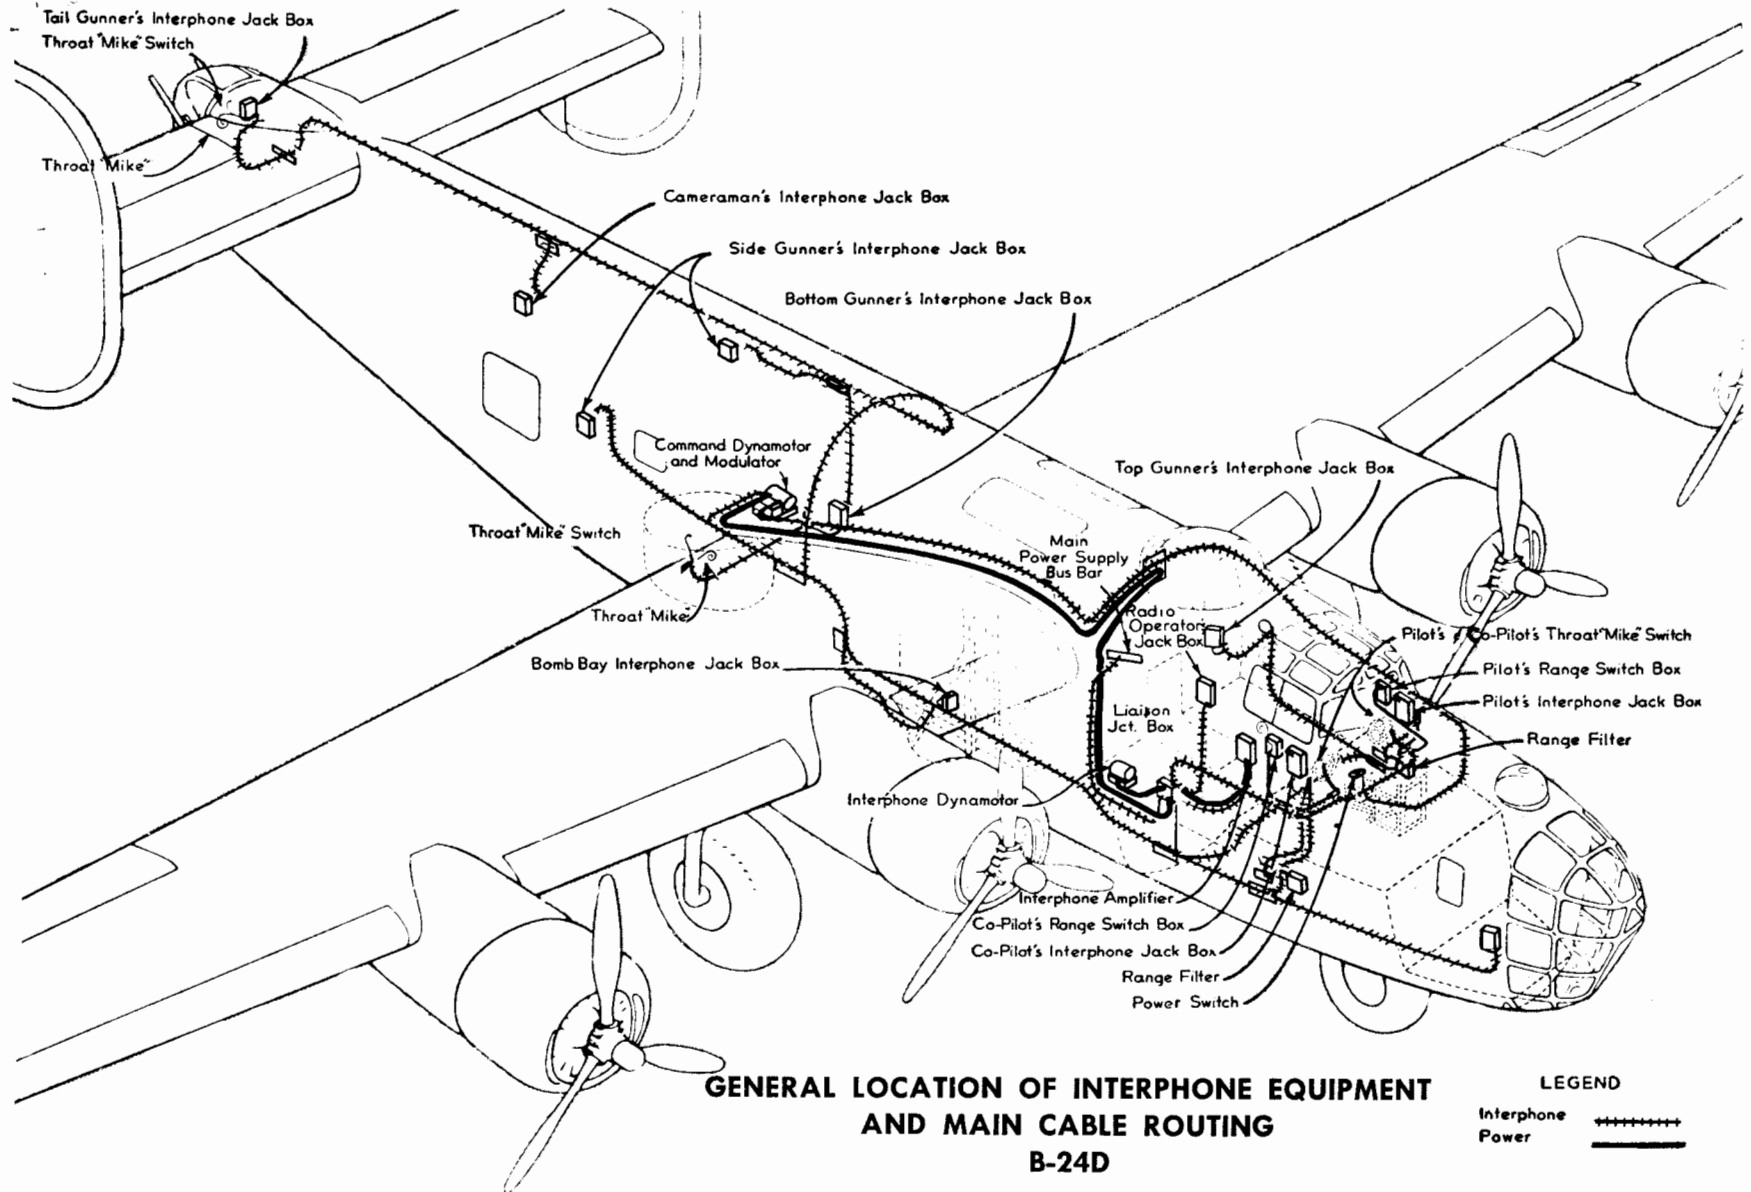 Tail Gunner's Interphone Jack Box
Throat "Mike" Switch
Throat "Mike"
Cameraman's Interphone Jack Box
Side Gunner's Interphone Jack Box
Bottom Gunner's Interphone Jack Box
Command Dynamotor
and Modulator
Top Gunner's Interphone Jack Box
Throat "Mike" Switch
Main
Power Supply
Bus Bar
Throat "Mike"
Radio
Operator's
Jack Box
Pilot's & Co-Pilot's Throat "Mike" Switch
Bomb Bay Interphone Jack Box
Pilot's Range Switch Box
Pilot's Interphone Jack Box
Liaison
Jct. Box
Range Filter
Interphone Dynamotor
Interphone Amplifier
Co-Pilot's Range Switch Box
Co-Pilot's Interphone Jack Box
Range Filter
Power Switch
GENERAL LOCATION OF INTERPHONE EQUIPMENT
AND MAIN CABLE ROUTING
B-24D
LEGEND
Interphone
Power